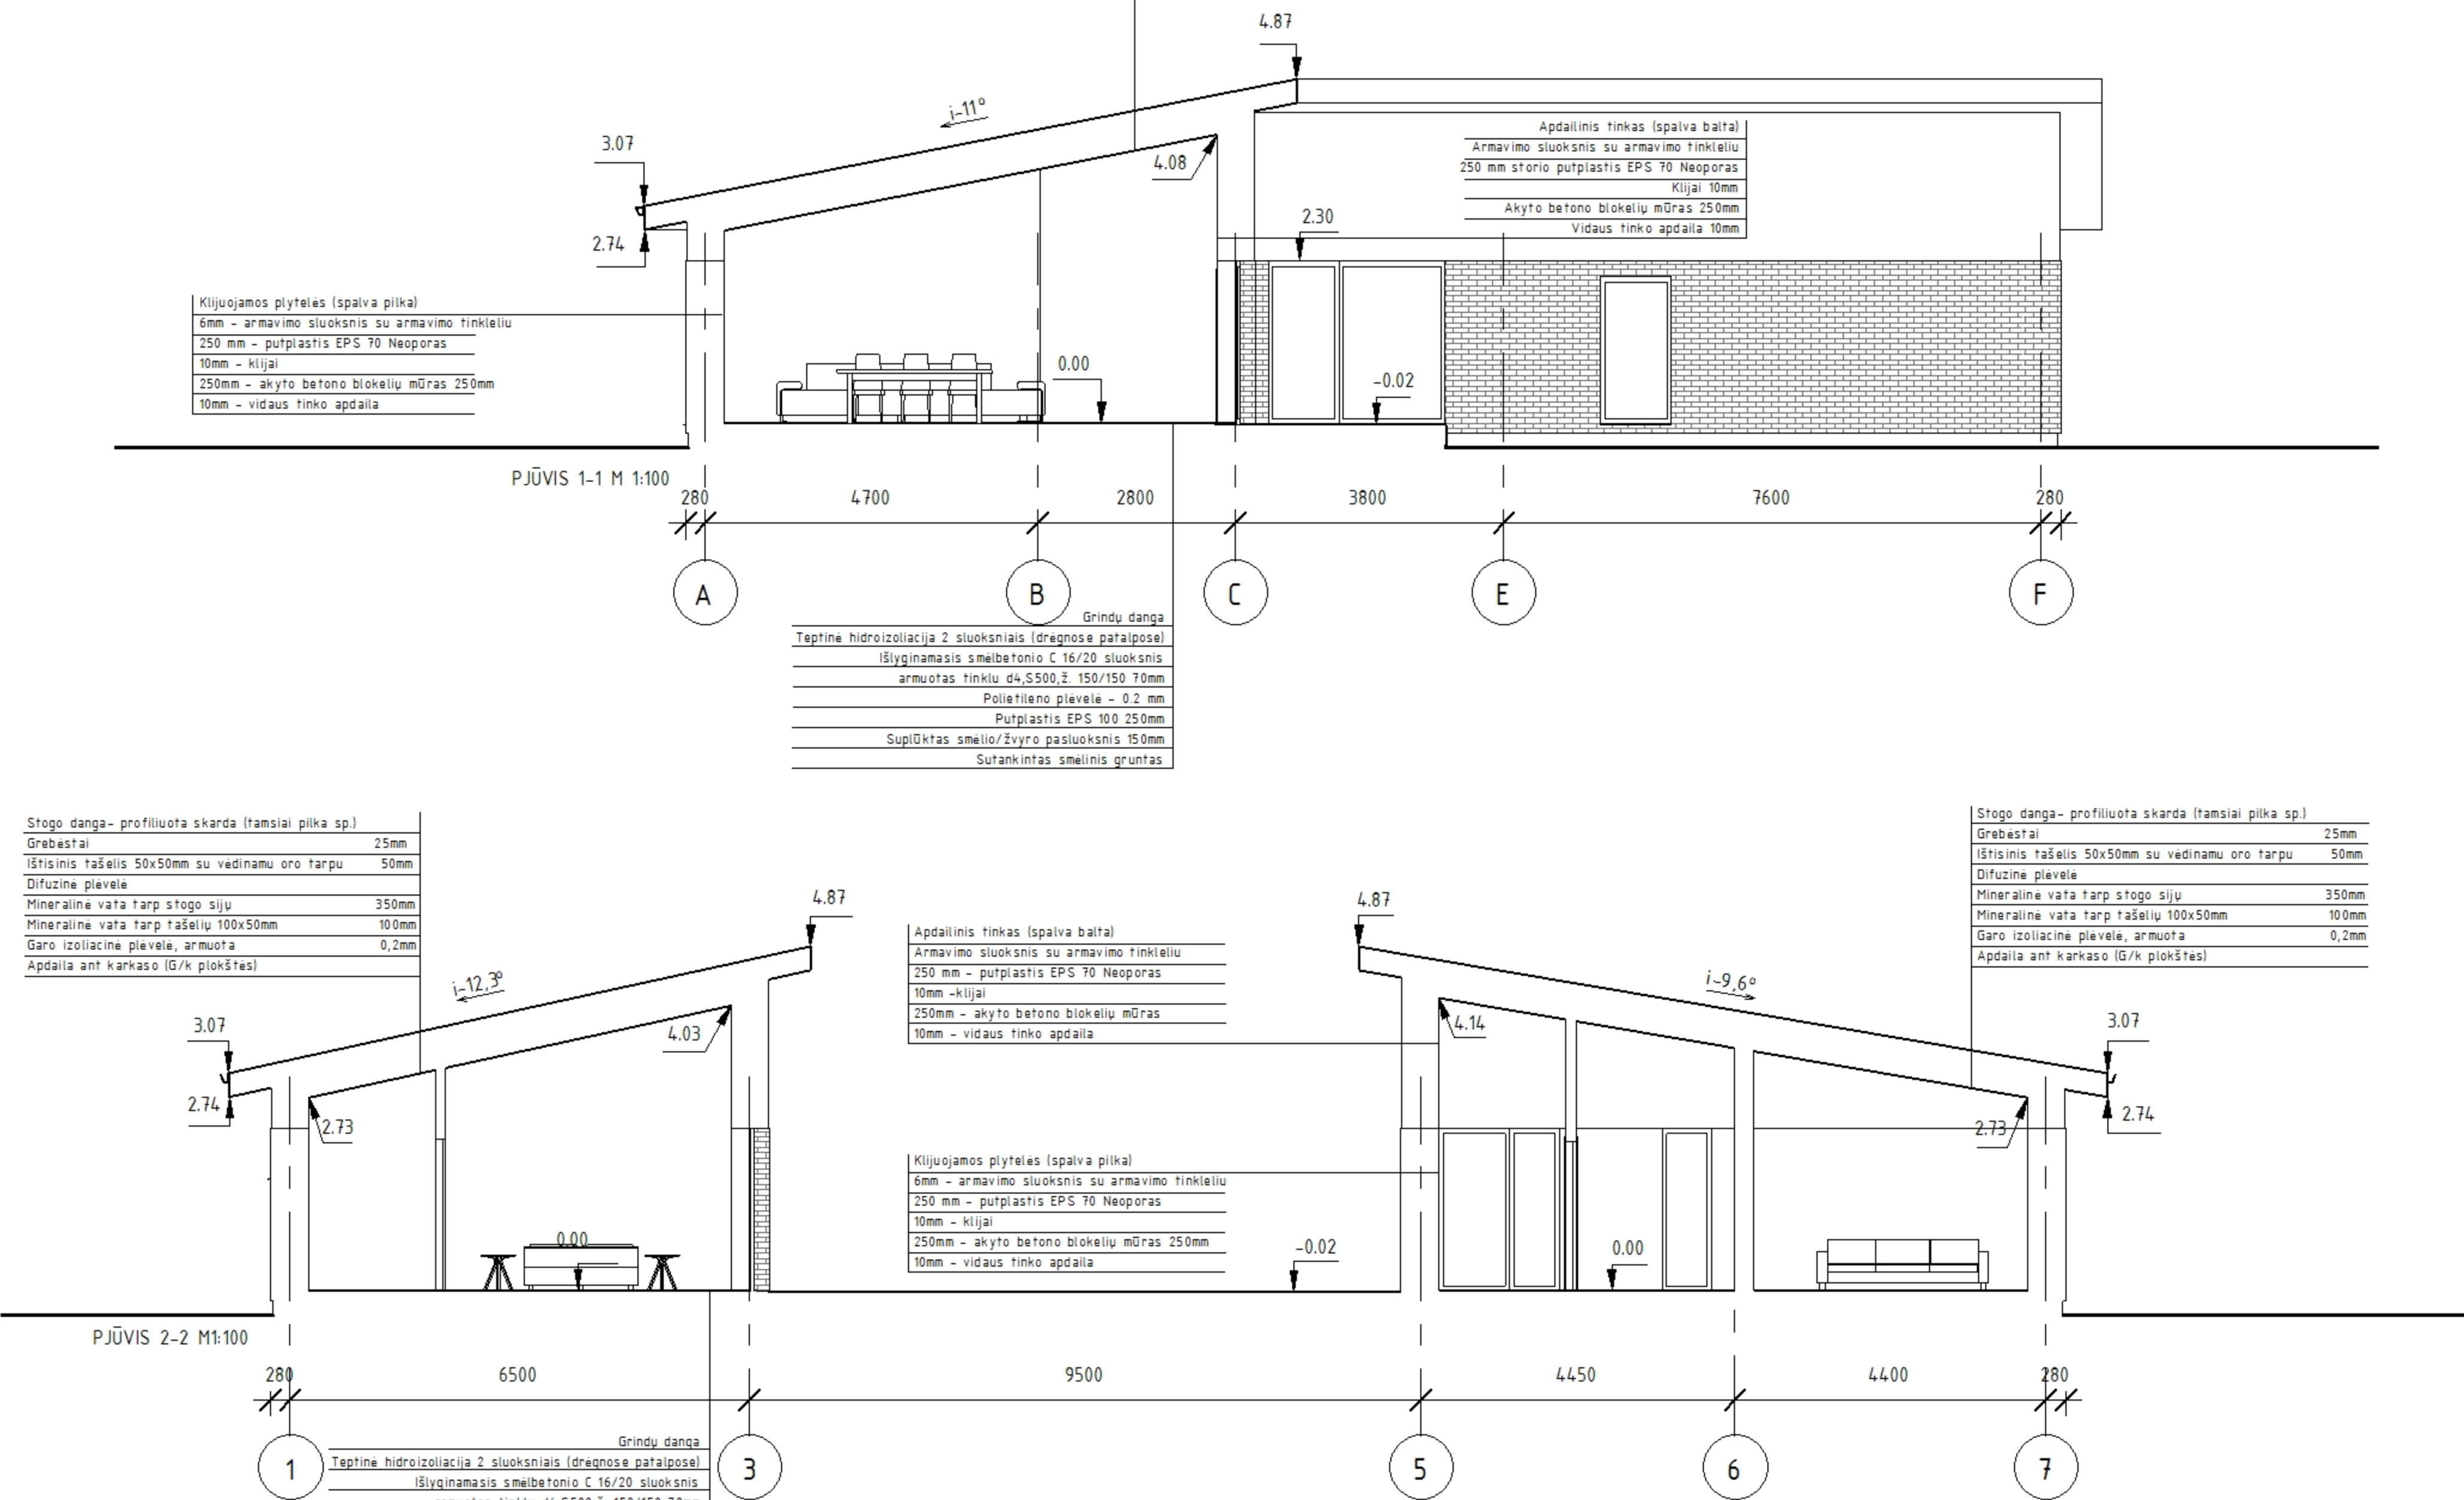 4.87
i-11°
3.07
4.08
2.74
2.30
Apdailinis tinkas (spalva balta)
Armavimo sluoksnis su armavimo tinkleliu
250 mm storio putplastis EPS 70 Neoporas
Klijai 10mm
Akyto betono blokelių mūras 250mm
Vidaus tinko apdaila 10mm
Klijuojamos plytelės (spalva pilka)
6mm - armavimo sluoksnis su armavimo tinkleliu
250 mm - putplastis EPS 70 Neoporas
10mm - klijai
250mm - akyto betono blokelių mūras 250mm
10mm - vidaus tinko apdaila
0.00
-0.02
PJŪVIS 1-1 M 1:100
280
4700
2800
3800
7600
280
A
B
C
E
F
Grindų danga
Teptinė hidroizoliacija 2 sluoksniais (drėgnose patalpose)
Išlyginamasis smėlbetonio C 16/20 sluoksnis
armuotas tinklu d4,S500,ž. 150/150 70mm
Polietileno plėvelė - 0.2 mm
Putplastis EPS 100 250mm
Suplūktas smėlio/žvyro pasluoksnis 150mm
Sutankintas smėlinis gruntas
Stogo danga- profiliuota skarda (tamsiai pilka sp.)
Grebėstai 25mm
Ištisinis tašelis 50x50mm su vėdinamu oro tarpu 50mm
Difuzinė plėvelė
Mineralinė vata tarp stogo sijų 350mm
Mineralinė vata tarp tašelių 100x50mm 100mm
Garo izoliacinė plėvelė, armuota 0,2mm
Apdaila ant karkaso (G/k plokštės)
Stogo danga- profiliuota skarda (tamsiai pilka sp.)
Grebėstai 25mm
Ištisinis tašelis 50x50mm su vėdinamu oro tarpu 50mm
Difuzinė plėvelė
Mineralinė vata tarp stogo sijų 350mm
Mineralinė vata tarp tašelių 100x50mm 100mm
Garo izoliacinė plėvelė, armuota 0,2mm
Apdaila ant karkaso (G/k plokštės)
4.87
i-12,3°
3.07
4.03
2.74
2.73
0.00
Apdailinis tinkas (spalva balta)
Armavimo sluoksnis su armavimo tinkleliu
250 mm - putplastis EPS 70 Neoporas
10mm -klijai
250mm - akyto betono blokelių mūras
10mm - vidaus tinko apdaila
Klijuojamos plytelės (spalva pilka)
6mm - armavimo sluoksnis su armavimo tinkleliu
250 mm - putplastis EPS 70 Neoporas
10mm - klijai
250mm - akyto betono blokelių mūras 250mm
10mm - vidaus tinko apdaila
4.87
i-9,6°
4.14
3.07
2.73
2.74
-0.02
0.00
PJŪVIS 2-2 M1:100
280
6500
9500
4450
4400
280
1
3
5
6
7
Grindų danga
Teptinė hidroizoliacija 2 sluoksniais (drėgnose patalpose)
Išlyginamasis smėlbetonio C 16/20 sluoksnis